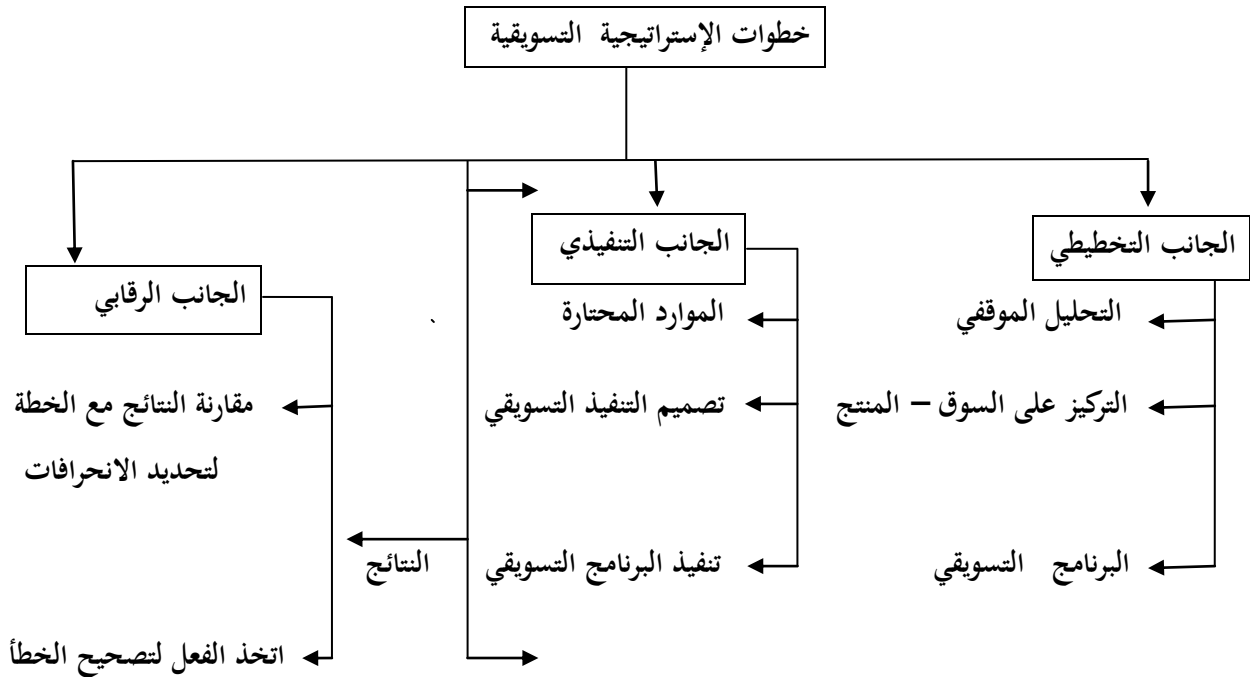 خطوات الإستراتيجية التسويقية
الجانب التخطيطي
التحليل الموقفي
التركيز على السوق – المنتج
البرنامج التسويقي
الجانب التنفيذي
الموارد المحتارة
تصميم التنفيذ التسويقي
تنفيذ البرنامج التسويقي
النتائج
الجانب الرقابي
مقارنة النتائج مع الخطة
لتحديد الانحرافات
اتخذ الفعل لتصحيح الخطأ